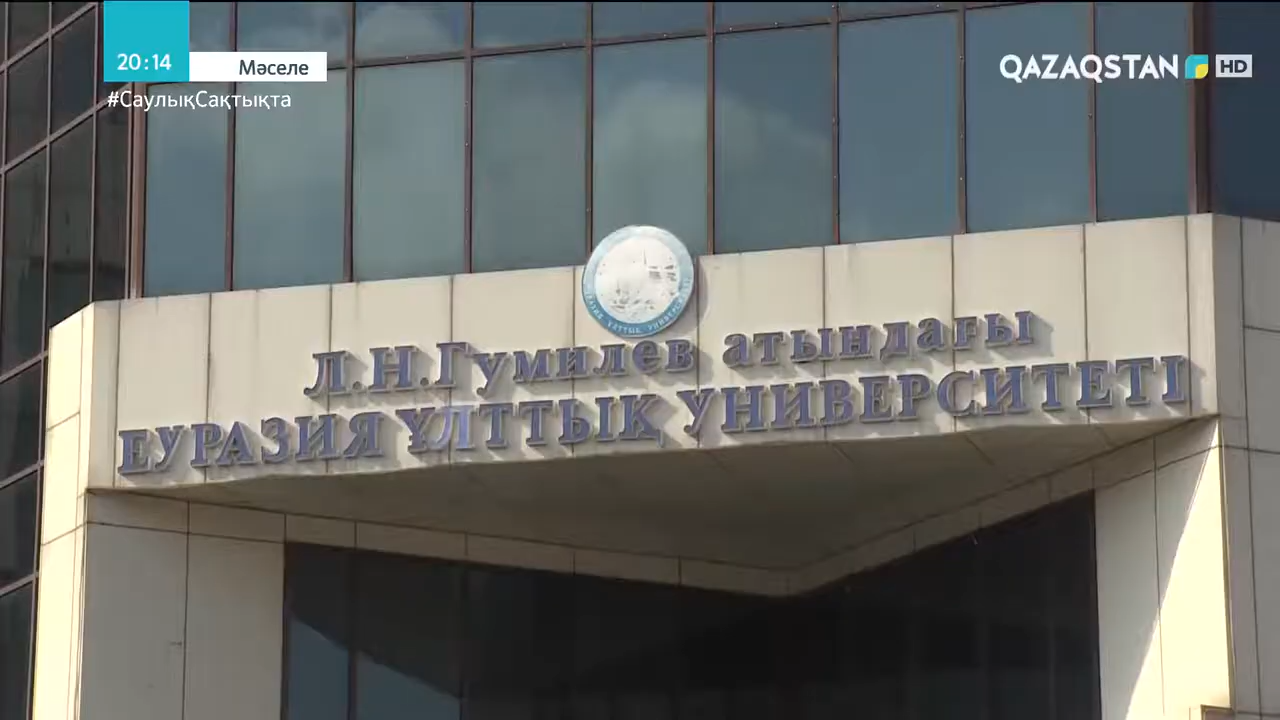 20:14
Мәселе
#СаулықСақтықта
QAZAQSTAN HD
Л.Н.Гумилев атындағы
ЕУРАЗИЯ ҰЛТТЫҚ УНИВЕРСИТЕТІ